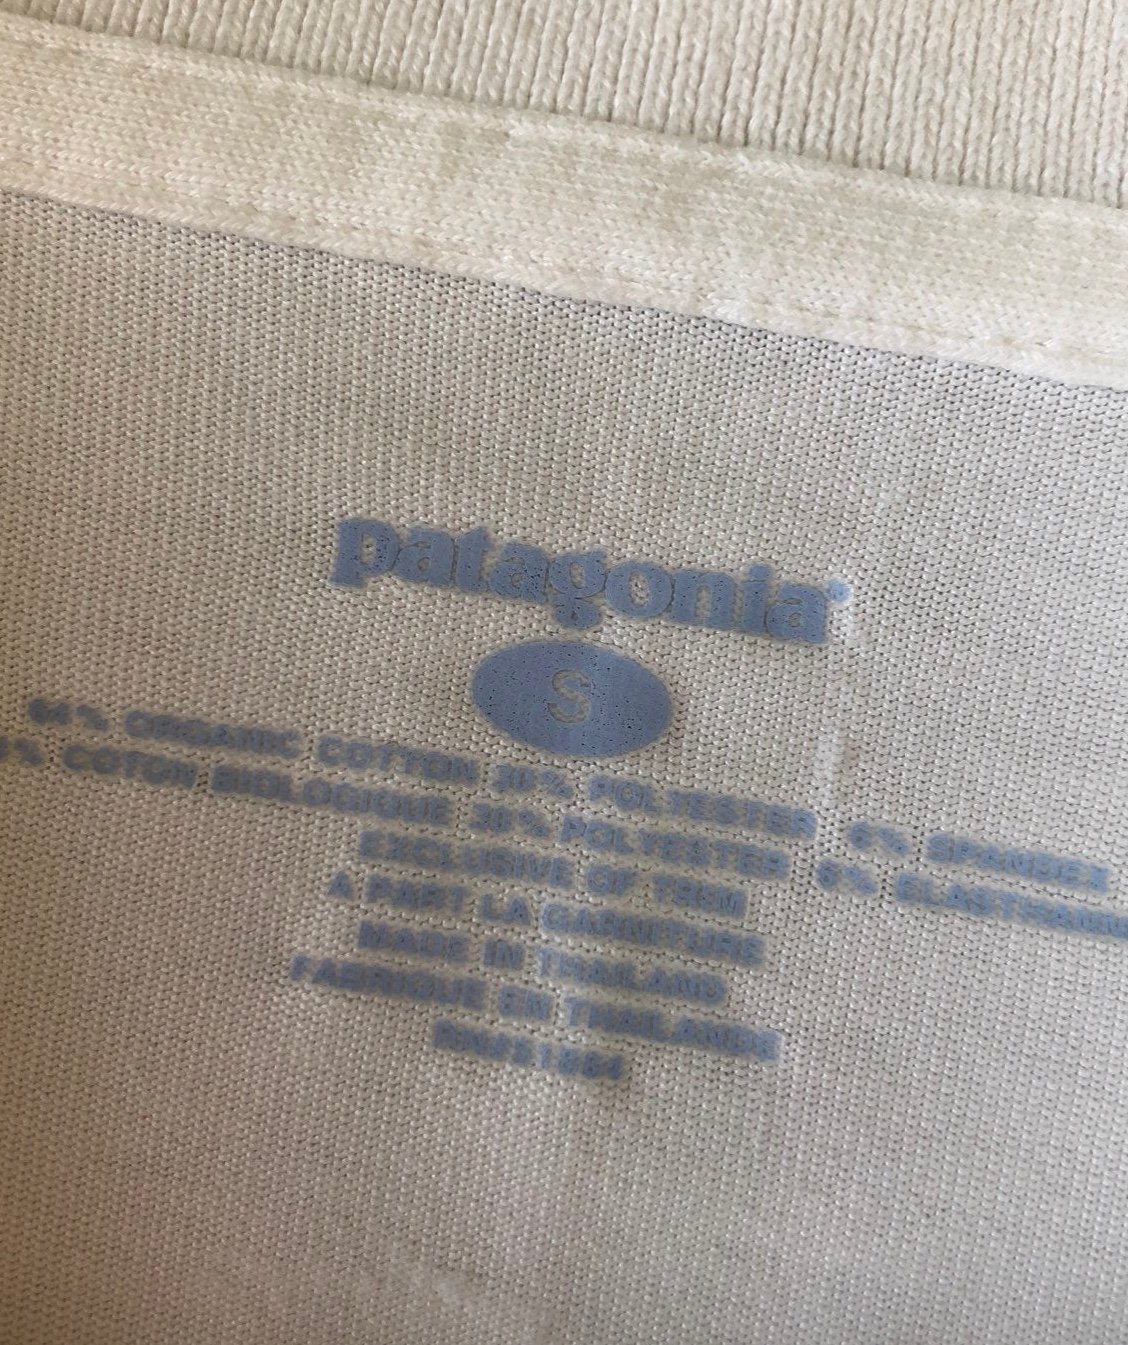 patagonia®
S
64% ORGANIC COTTON 30% POLYESTER 6% SPANDEX
% COTON BIOLOGIQUE 30% POLYESTER 6% ELASTHANNE
EXCLUSIVE OF TRIM
A PART LA GARNITURE
MADE IN THAILAND
FABRIQUE EN THAILANDE
RN#51884